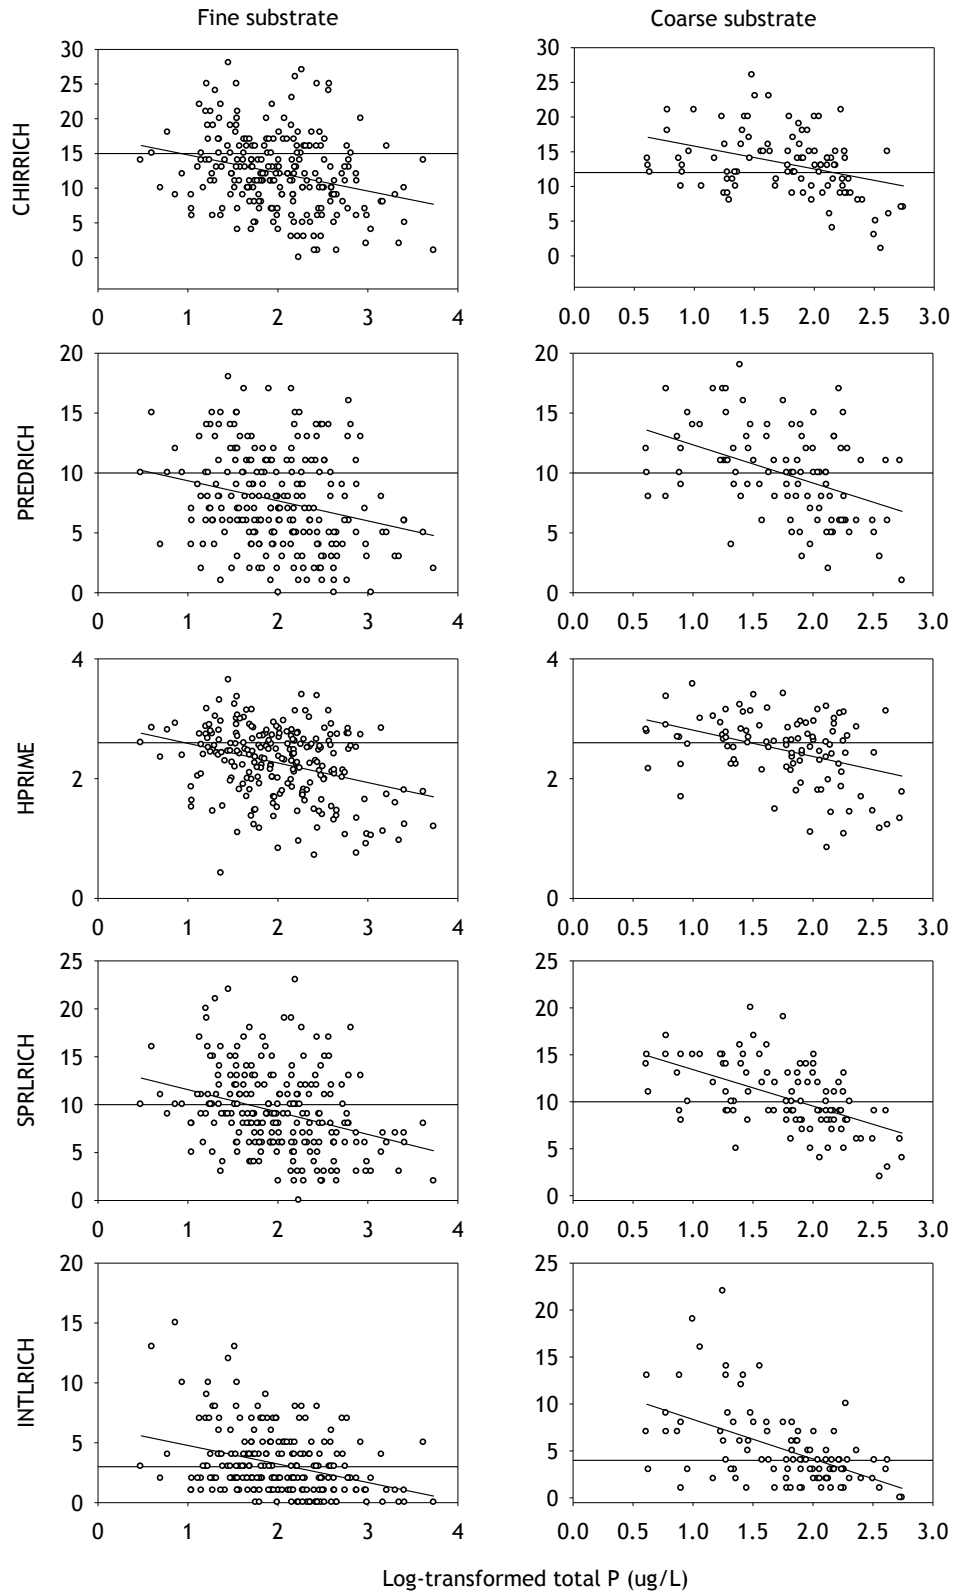 Fine substrate Coarse substrate
30 30
25 25
20 20
15 15
10 10
5 5
0 0
CHIRRICH
0 1 2 3 4 0.0 0.5 1.0 1.5 2.0 2.5 3.0
20 20
15 15
10 10
5 5
0 0
PREDRICH
0 1 2 3 4 0.0 0.5 1.0 1.5 2.0 2.5 3.0
4 4
2 2
0 0
HPRIME
0 1 2 3 4 0.0 0.5 1.0 1.5 2.0 2.5 3.0
25 25
20 20
15 15
10 10
5 5
0 0
SPRLRICH
0 1 2 3 4 0.0 0.5 1.0 1.5 2.0 2.5 3.0
20 25
15 20
10 15
5 10
0 5
0
INTLRICH
0 1 2 3 4 0.0 0.5 1.0 1.5 2.0 2.5 3.0
Log-transformed total P (ug/L)